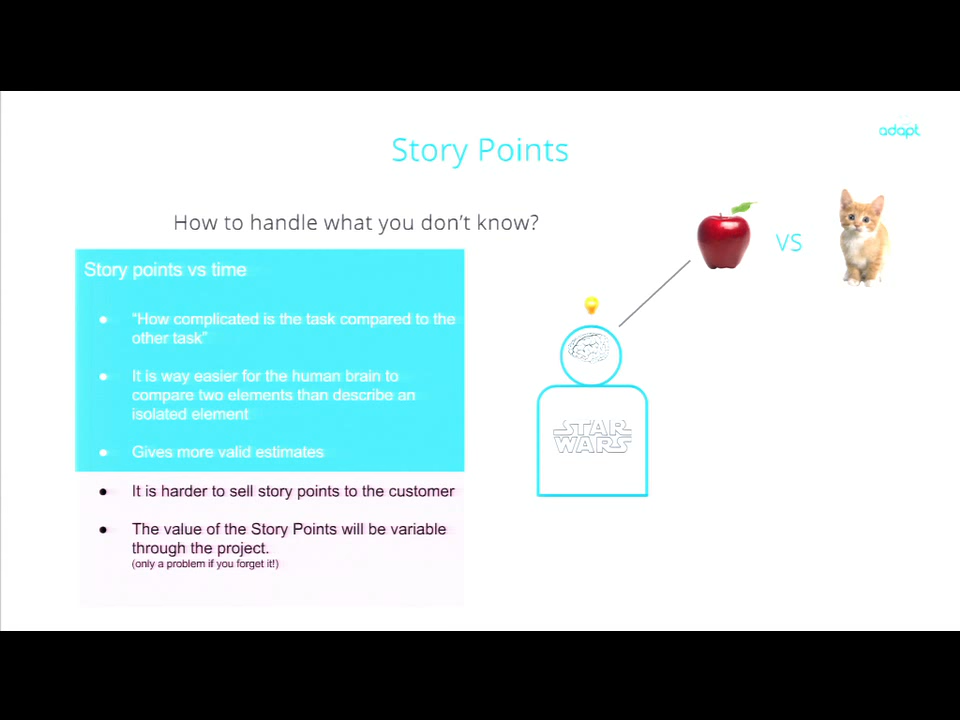 adapt
Story Points
How to handle what you don't know?
VS
Story points vs time
● "How complicated is the task compared to the
other task"
● It is way easier for the human brain to
compare two elements than describe an
isolated element
● Gives more valid estimates
● It is harder to sell story points to the customer
● The value of the Story Points will be variable
through the project.
(only a problem if you forget it!)
STAR
WARS